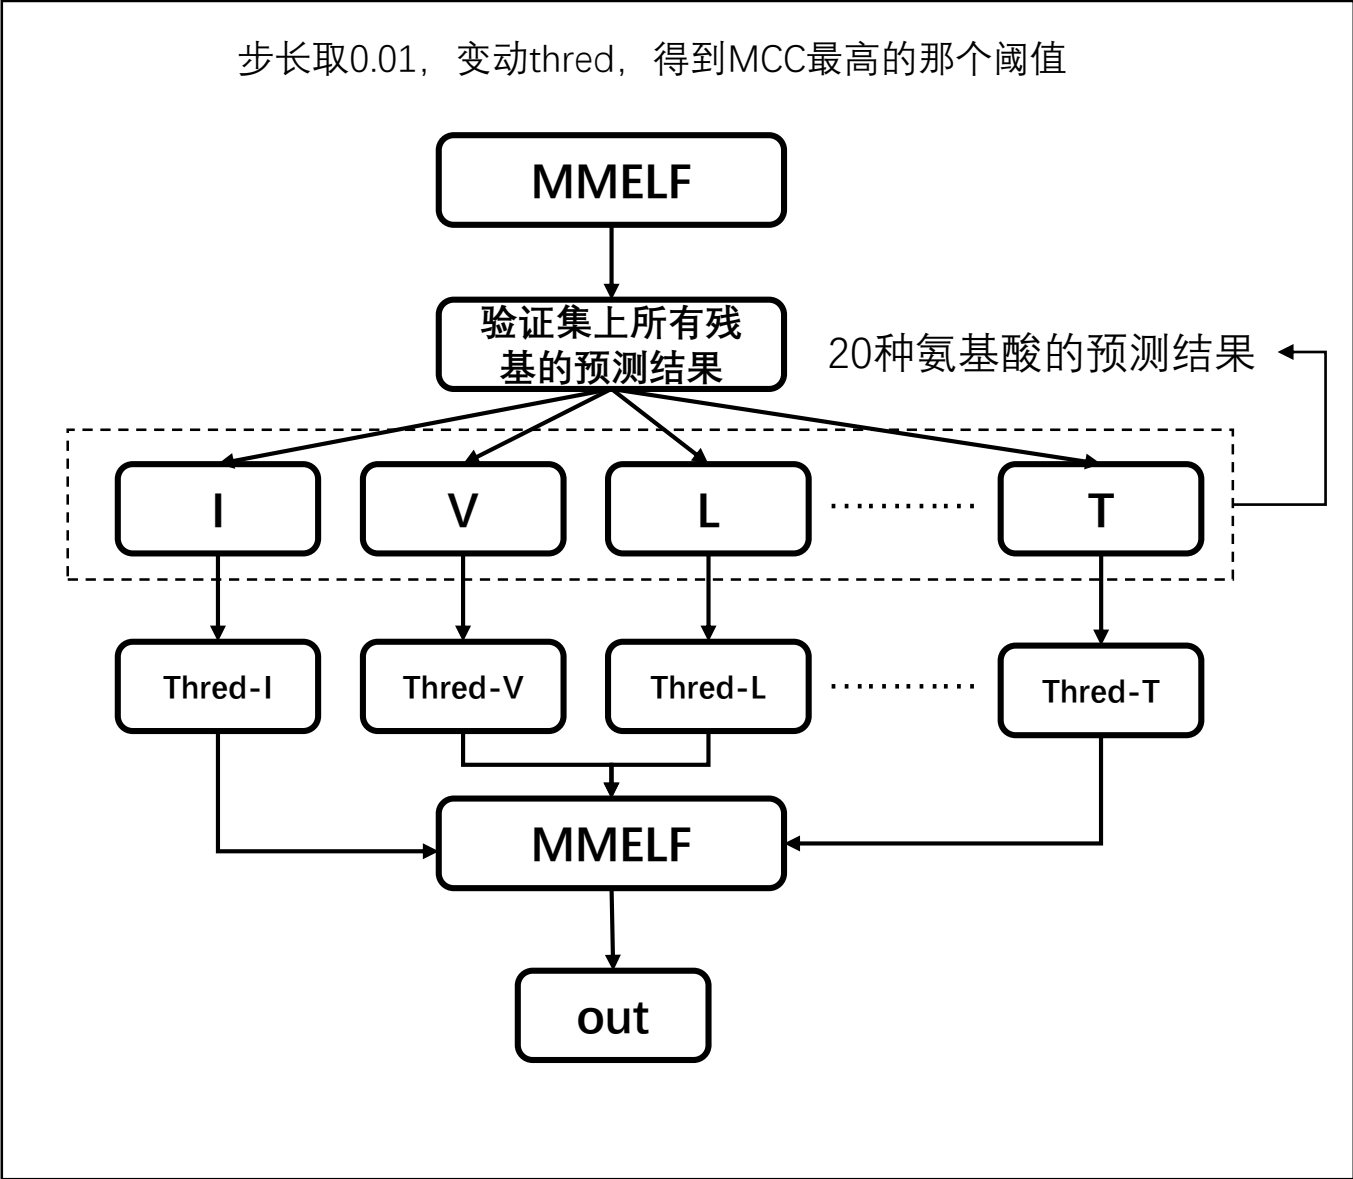 步长取0.01，变动thred，得到MCC最高的那个阈值
MMELF
验证集上所有残
基的预测结果
20种氨基酸的预测结果
I
V
L
............
T
Thred-I
Thred-V
Thred-L
............
Thred-T
MMELF
out